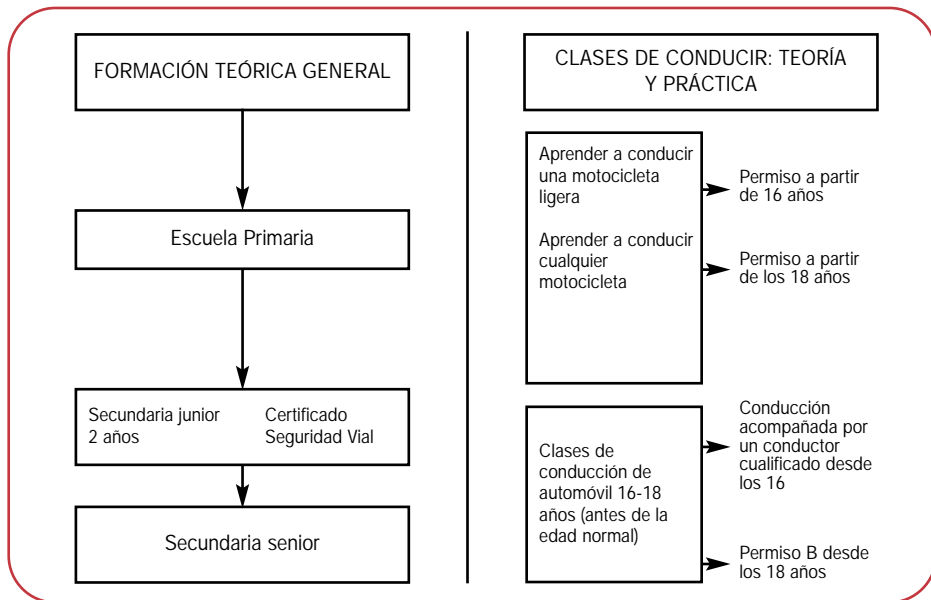 FORMACIÓN TEÓRICA GENERAL
Escuela Primaria
Secundaria junior
2 años
Certificado
Seguridad Vial
Secundaria senior
CLASES DE CONDUCIR: TEORÍA
Y PRÁCTICA
Aprender a conducir
una motocicleta
ligera
Permiso a partir
de 16 años
Aprender a conducir
cualquier
motocicleta
Permiso a partir
de los 18 años
Clases de
conducción de
automóvil 16-18
años (antes de la
edad normal)
Conducción
acompañada por
un conductor
cualificado desde
los 16
Permiso B desde
los 18 años